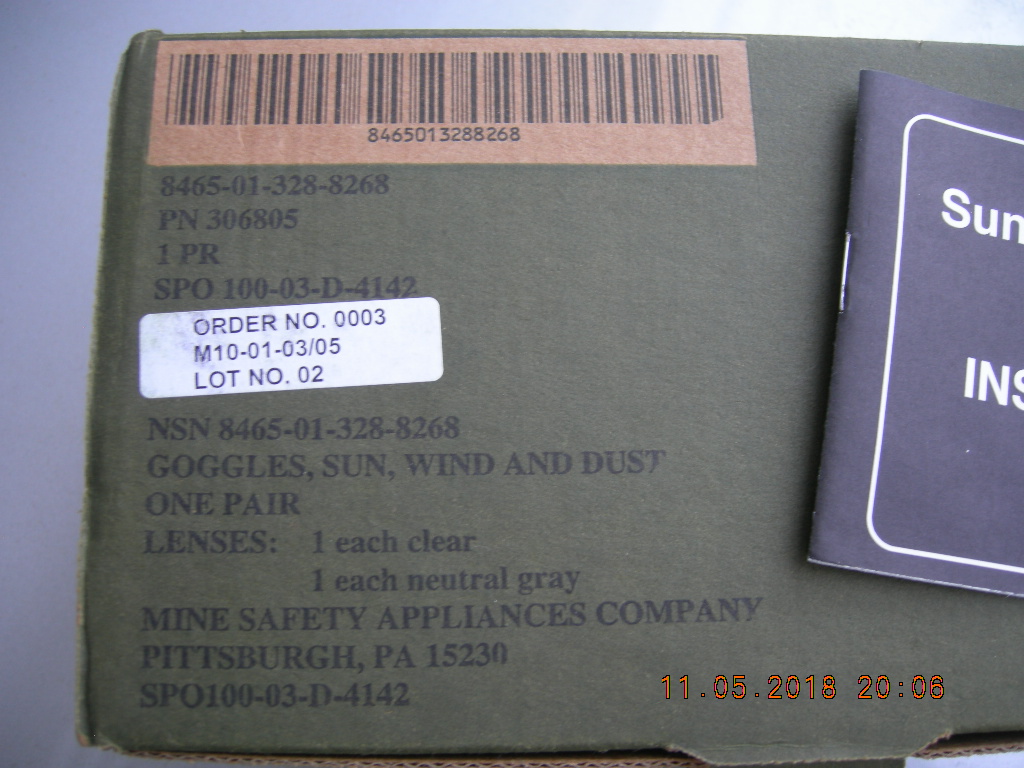 8465013288268
8465-01-328-8268
PN 306805
1 PR
SPO 100-03-D-4142
ORDER NO. 0003
M10-01-03/05
LOT NO. 02
NSN 8465-01-328-8268
GOGGLES, SUN, WIND AND DUST
ONE PAIR
LENSES: 1 each clear
1 each neutral gray
MINE SAFETY APPLIANCES COMPANY
PITTSBURGH, PA 15230
SPO100-03-D-4142
Sun
INS
11.05.2018 20:06